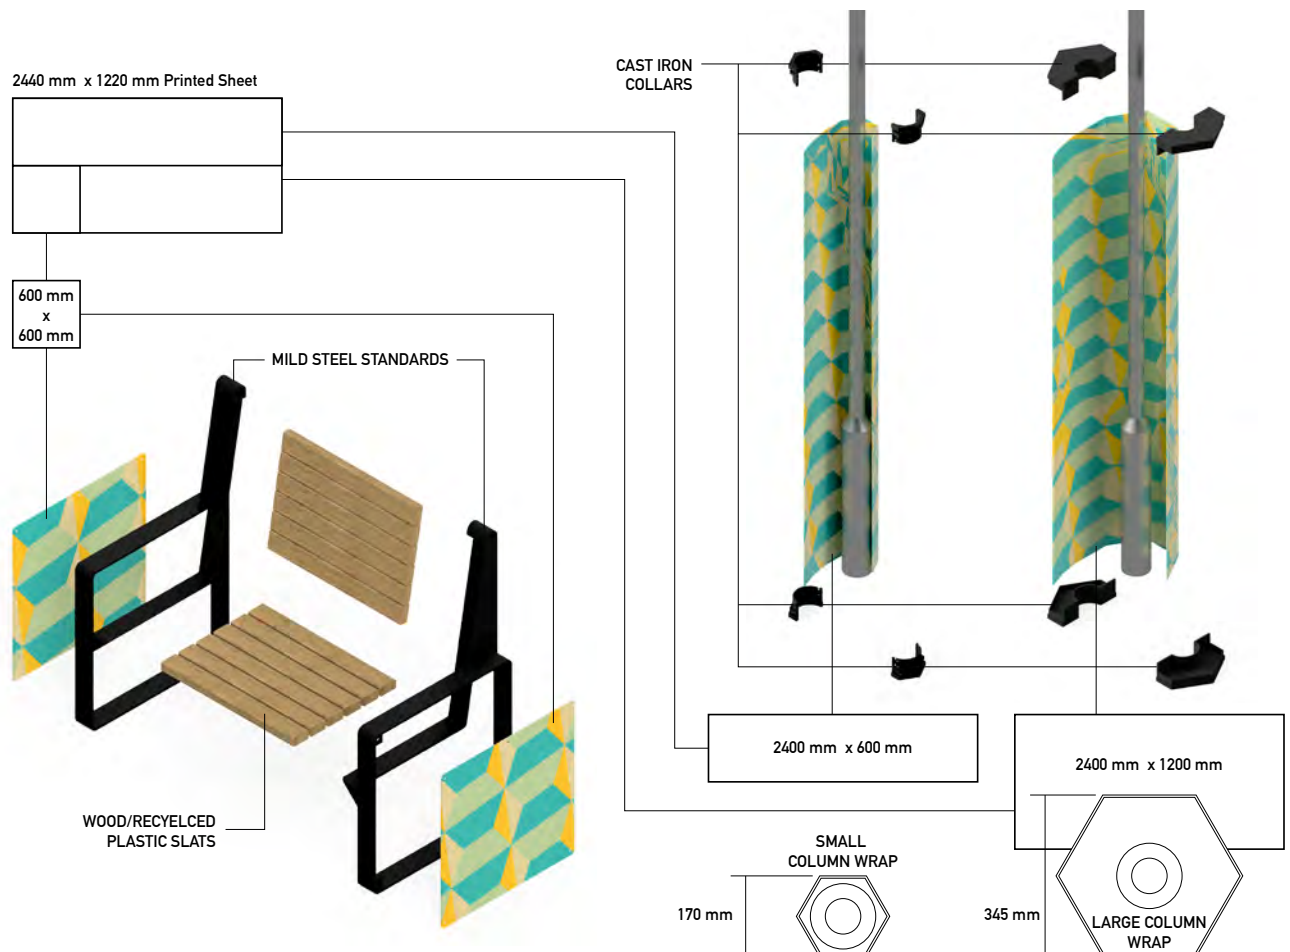 2440 mm x 1220 mm Printed Sheet
600 mm
x
600 mm
MILD STEEL STANDARDS
WOOD/RECYELCED
PLASTIC SLATS
CAST IRON
COLLARS
2400 mm x 600 mm
2400 mm x 1200 mm
SMALL
COLUMN WRAP
170 mm
345 mm
LARGE COLUMN
WRAP